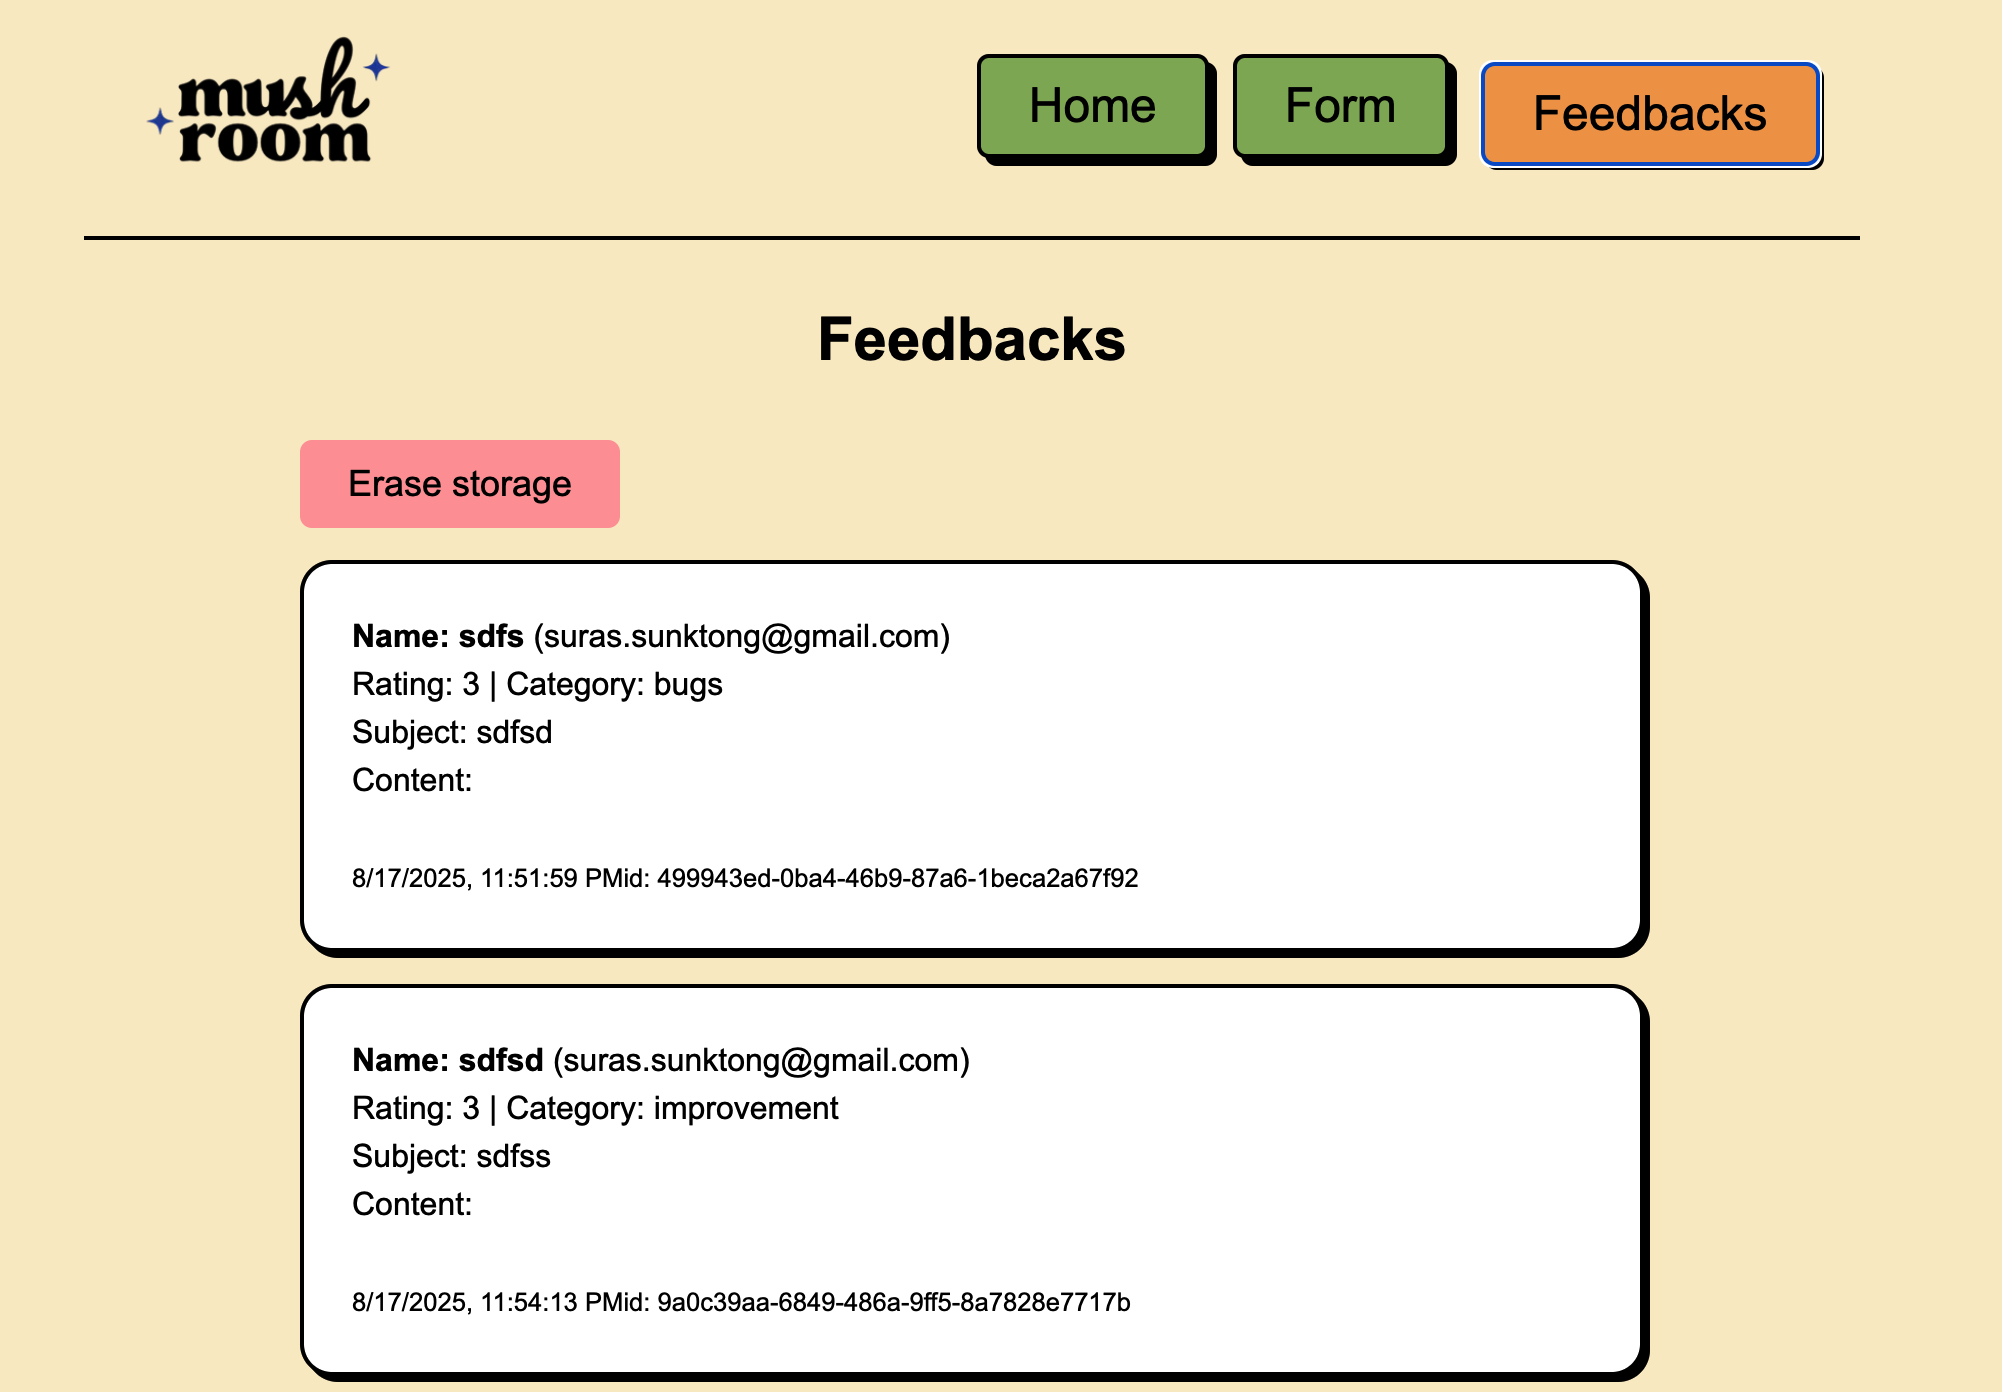 mush
room
Home
Form
Feedbacks
Feedbacks
Erase storage
Name: sdfs (suras.sunktong@gmail.com)
Rating: 3 | Category: bugs
Subject: sdfsd
Content:
8/17/2025, 11:51:59 PMid: 499943ed-0ba4-46b9-87a6-1beca2a67f92
Name: sdfsd (suras.sunktong@gmail.com)
Rating: 3 | Category: improvement
Subject: sdfss
Content:
8/17/2025, 11:54:13 PMid: 9a0c39aa-6849-486a-9ff5-8a7828e7717b